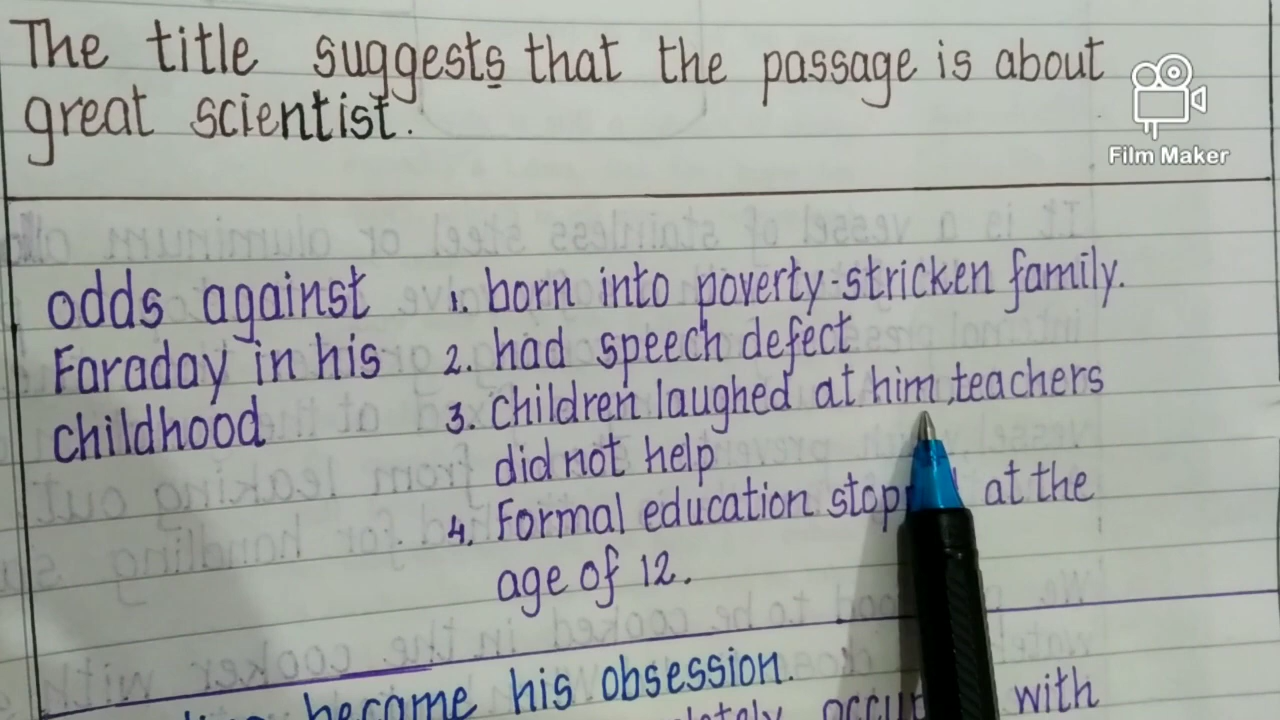 The title suggests that the passage is about
great scientist.
Film Maker
odds against
Faraday in his
childhood
1. born into poverty-stricken family.
2. had speech defect
3. children laughed at him, teachers
did not help
4. Formal education at the
age of 12.
became his obsession.
with